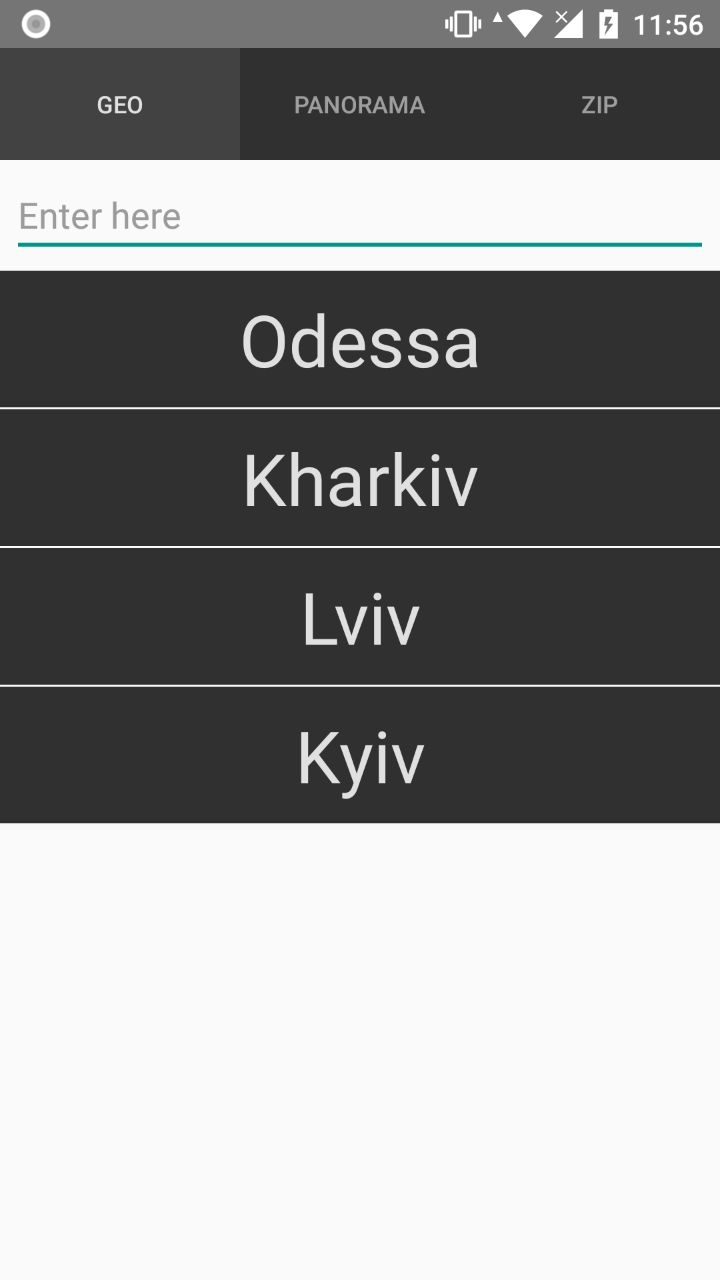 11:56
GEO PANORAMA ZIP
Enter here
Odessa
Kharkiv
Lviv
Kyiv